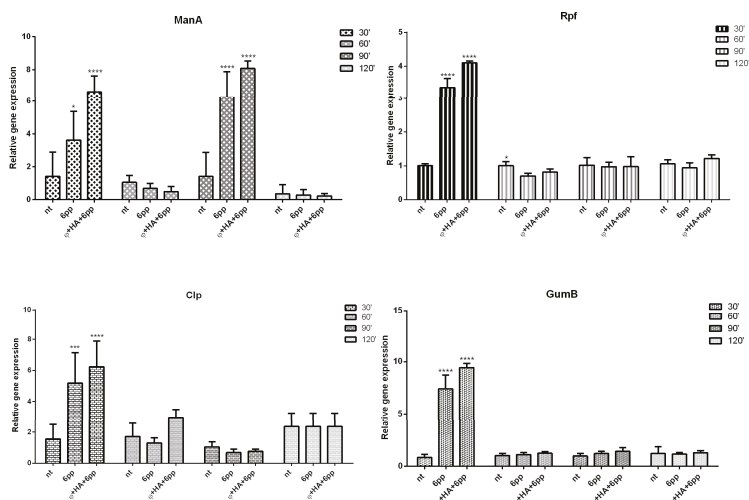 ManA
Relative gene expression
10
8
6
4
2
0
* **** **** ****
nt 6pp φ+HA+6pp nt 6pp φ+HA+6pp nt 6pp φ+HA+6pp nt 6pp φ+HA+6pp
30'
60'
90'
120'
Rpf
Relative gene expression
5
4
3
2
1
0
**** **** *
nt 6pp φ+HA+6pp nt 6pp φ+HA+6pp nt 6pp φ+HA+6pp nt 6pp φ+HA+6pp
30'
60'
90'
120'
Clp
Relative gene expression
10
8
6
4
2
0
*** ****
nt 6pp φ+HA+6pp nt 6pp φ+HA+6pp nt 6pp φ+HA+6pp nt 6pp φ+HA+6pp
30'
60'
90'
120'
GumB
Relative gene expression
15
10
5
0
**** ****
nt 6pp φ+HA+6pp nt 6pp φ+HA+6pp nt 6pp φ+HA+6pp nt 6pp φ+HA+6pp
30'
60'
90'
120'